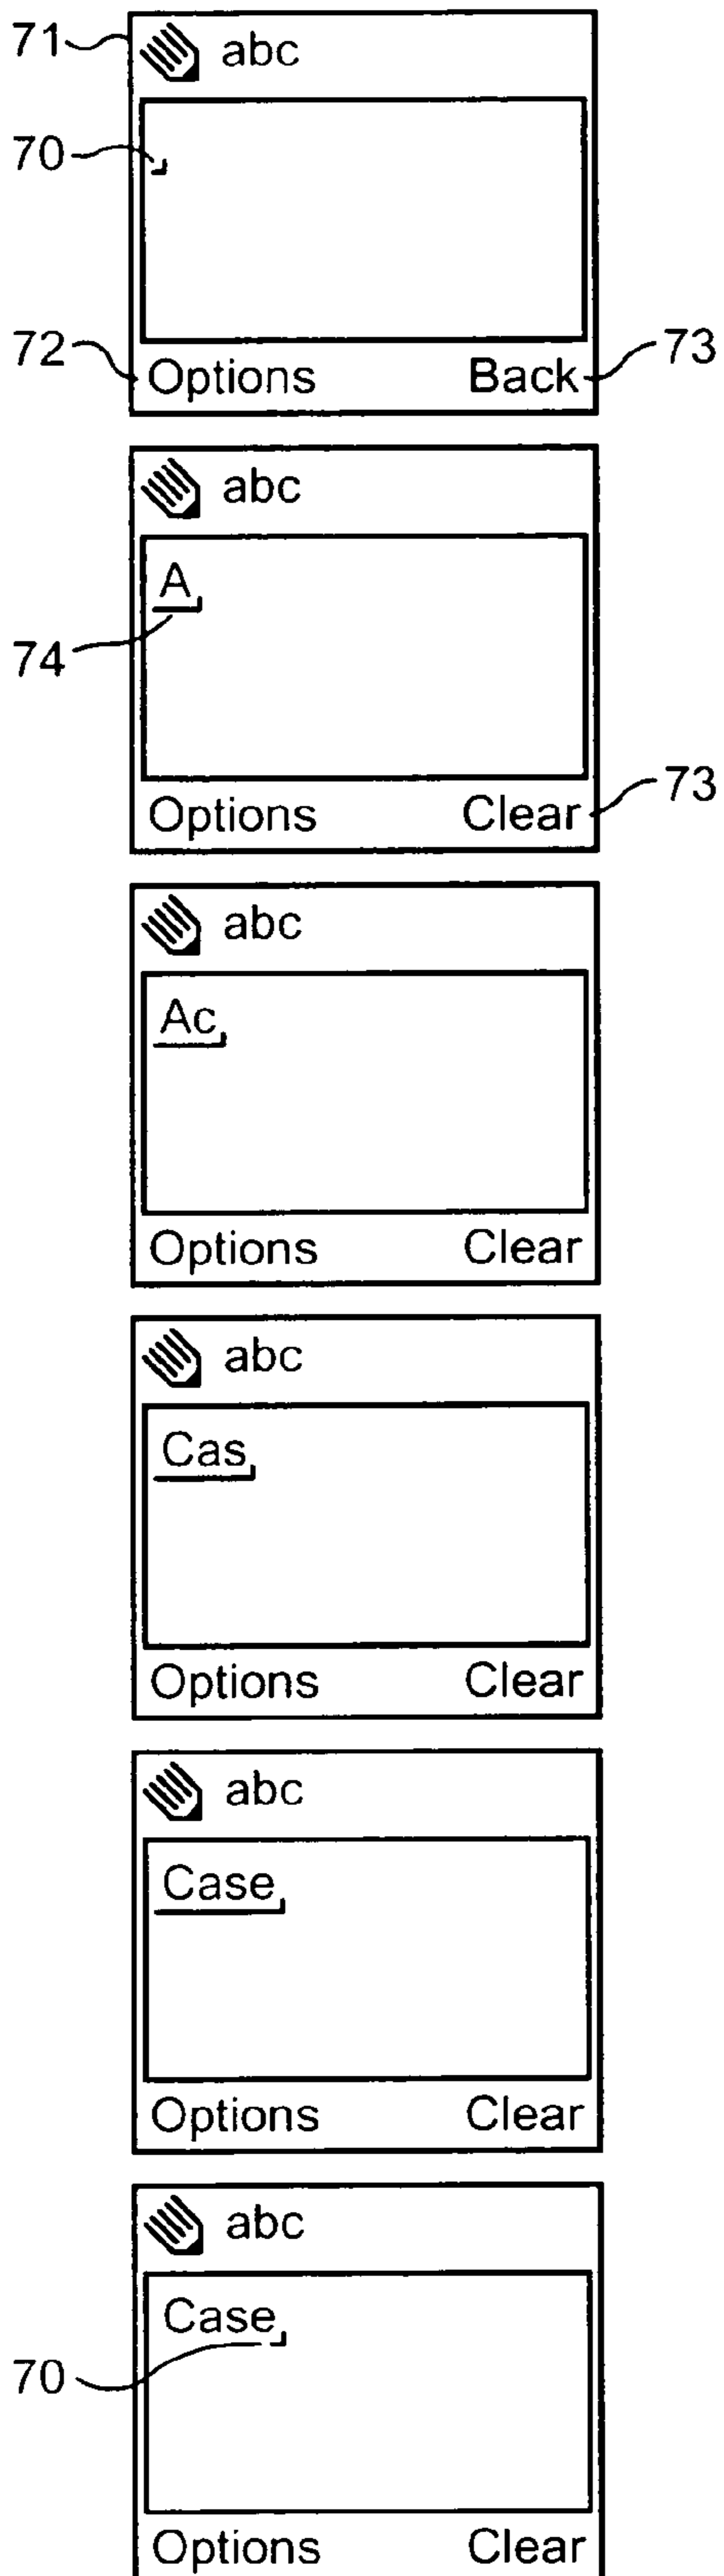 71 abc
70
72 Options Back 73
abc
A
74
73
Options Clear
abc
Ac
Options Clear
abc
Cas
Options Clear
abc
Case
Options Clear
abc
Case
70
Options Clear